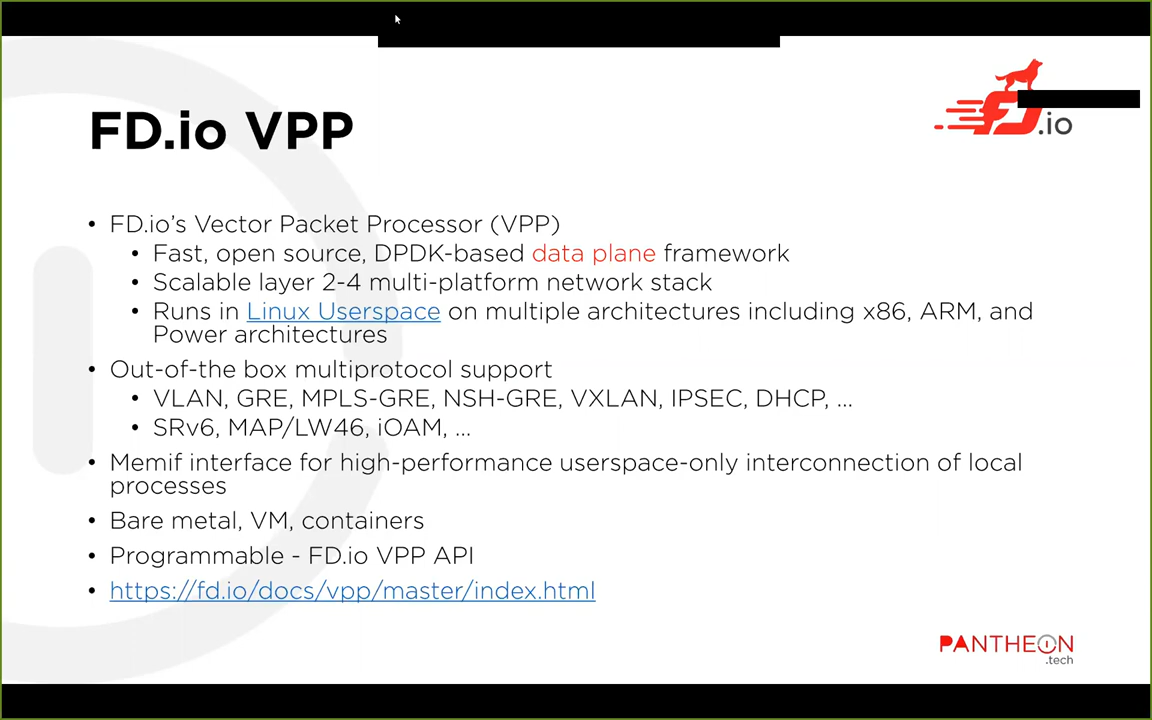 FD.io VPP
FD.io
• FD.io’s Vector Packet Processor (VPP)
• Fast, open source, DPDK-based data plane framework
• Scalable layer 2-4 multi-platform network stack
• Runs in Linux Userspace on multiple architectures including x86, ARM, and
Power architectures
• Out-of-the box multiprotocol support
• VLAN, GRE, MPLS-GRE, NSH-GRE, VXLAN, IPSEC, DHCP, ...
• SRv6, MAP/LW46, iOAM, ...
• Memif interface for high-performance userspace-only interconnection of local
processes
• Bare metal, VM, containers
• Programmable - FD.io VPP API
• https://fd.io/docs/vpp/master/index.html
PANTHEON
.tech